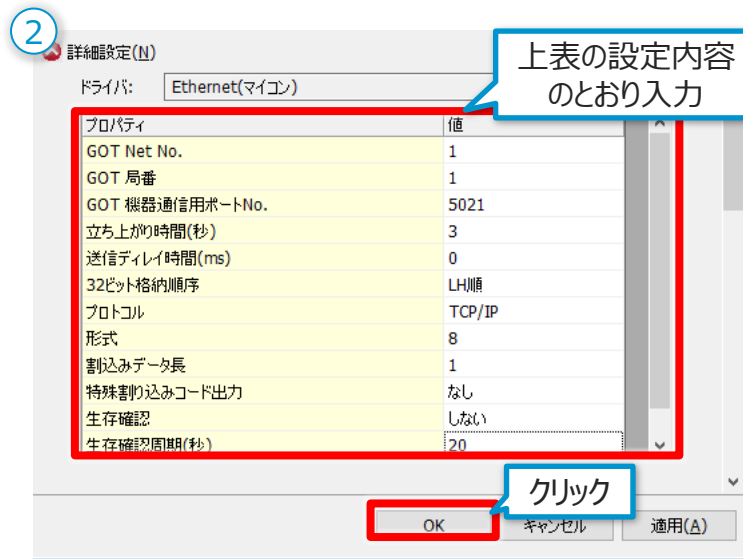 2
詳細設定(N)
上表の設定内容
のとおり入力
ドライバ: Ethernet(マイコン)
プロパティ 値
GOT Net No. 1
GOT 局番 1
GOT 機器通信用ポートNo. 5021
立ち上がり時間(秒) 3
送信ディレイ時間(ms) 0
32ビット格納順序 LH順
プロトコル TCP/IP
形式 8
割込みデータ長 1
特殊割り込みコード出力 なし
生存確認 しない
生存確認周期(秒) 20
クリック
OK キャンセル 適用(A)